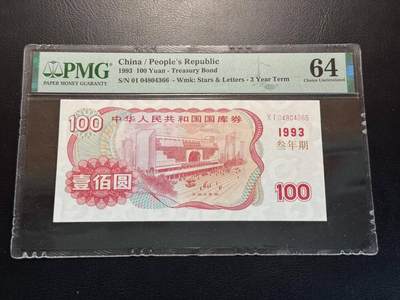 PMG
PAPER MONEY GUARANTY
China / People's Republic
1993 100 Yuan - Treasury Bond
S/N 01 04804366 - Wmk: Stars & Letters - 3 Year Term
64
Choice Uncirculated
100
中华人民共和国国库券
X I 04804366
1993
叁年期
壹佰圆
100